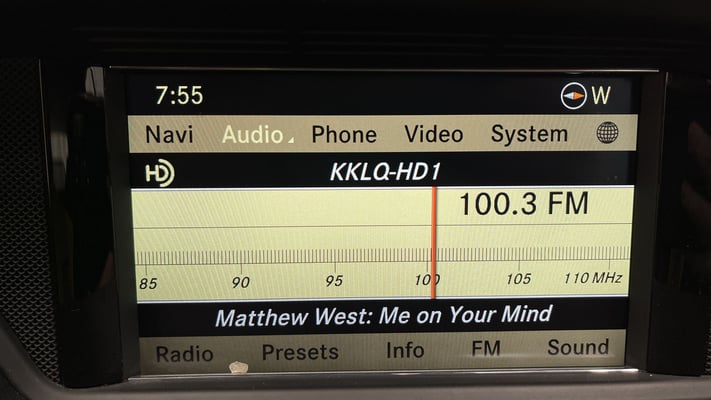 7:55 W
Navi Audio Phone Video System
HD KKLQ-HD1
100.3 FM
85 90 95 100 105 110 MHz
Matthew West: Me on Your Mind
Radio Presets Info FM Sound